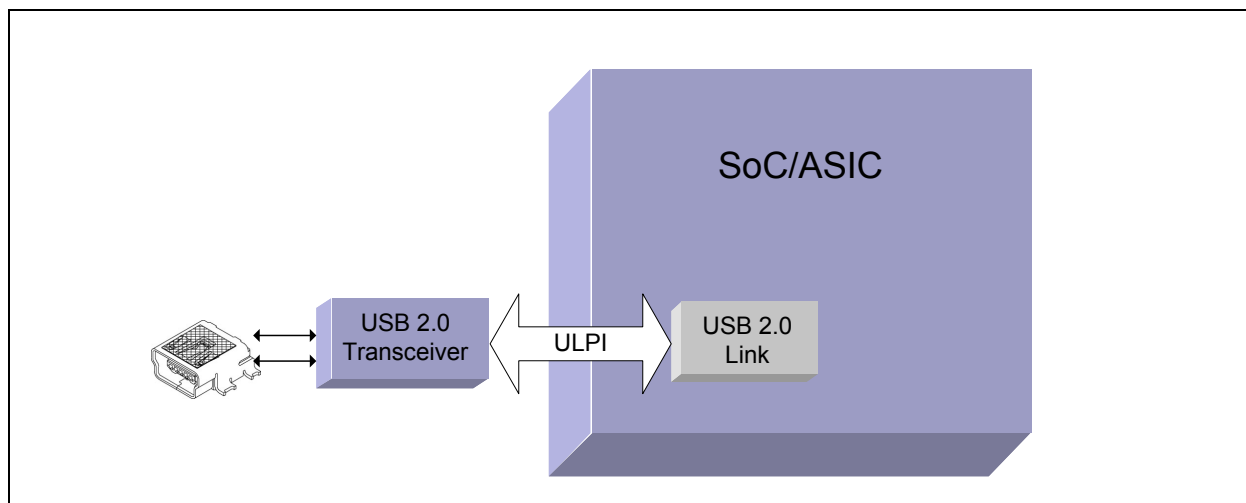 SoC/ASIC
USB 2.0
Transceiver
ULPI
USB 2.0
Link